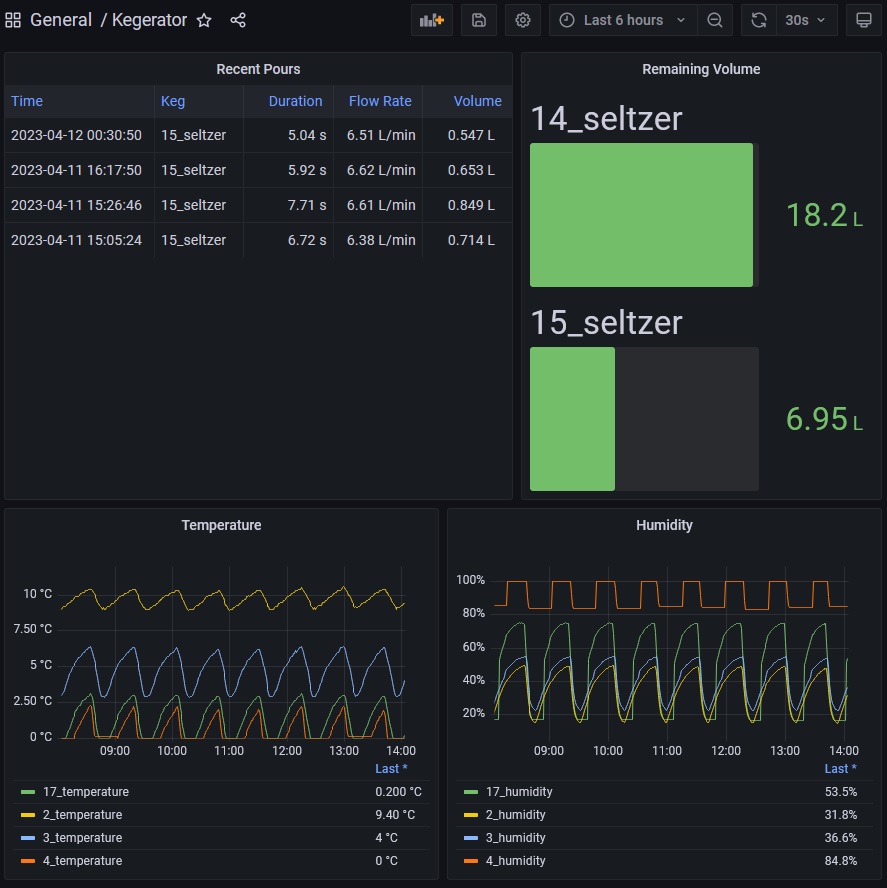 General / Kegerator Last 6 hours 30s
Recent Pours
Time Keg Duration Flow Rate Volume
2023-04-12 00:30:50 15_seltzer 5.04 s 6.51 L/min 0.547 L
2023-04-11 16:17:50 15_seltzer 5.92 s 6.62 L/min 0.653 L
2023-04-11 15:26:46 15_seltzer 7.71 s 6.61 L/min 0.849 L
2023-04-11 15:05:24 15_seltzer 6.72 s 6.38 L/min 0.714 L
Remaining Volume
14_seltzer
18.2 L
15_seltzer
6.95 L
Temperature
10 °C
7.50 °C
5 °C
2.50 °C
0 °C
09:00 10:00 11:00 12:00 13:00 14:00
Last *
17_temperature 0.200 °C
2_temperature 9.40 °C
3_temperature 4 °C
4_temperature 0 °C
Humidity
100%
80%
60%
40%
20%
09:00 10:00 11:00 12:00 13:00 14:00
Last *
17_humidity 53.5%
2_humidity 31.8%
3_humidity 36.6%
4_humidity 84.8%